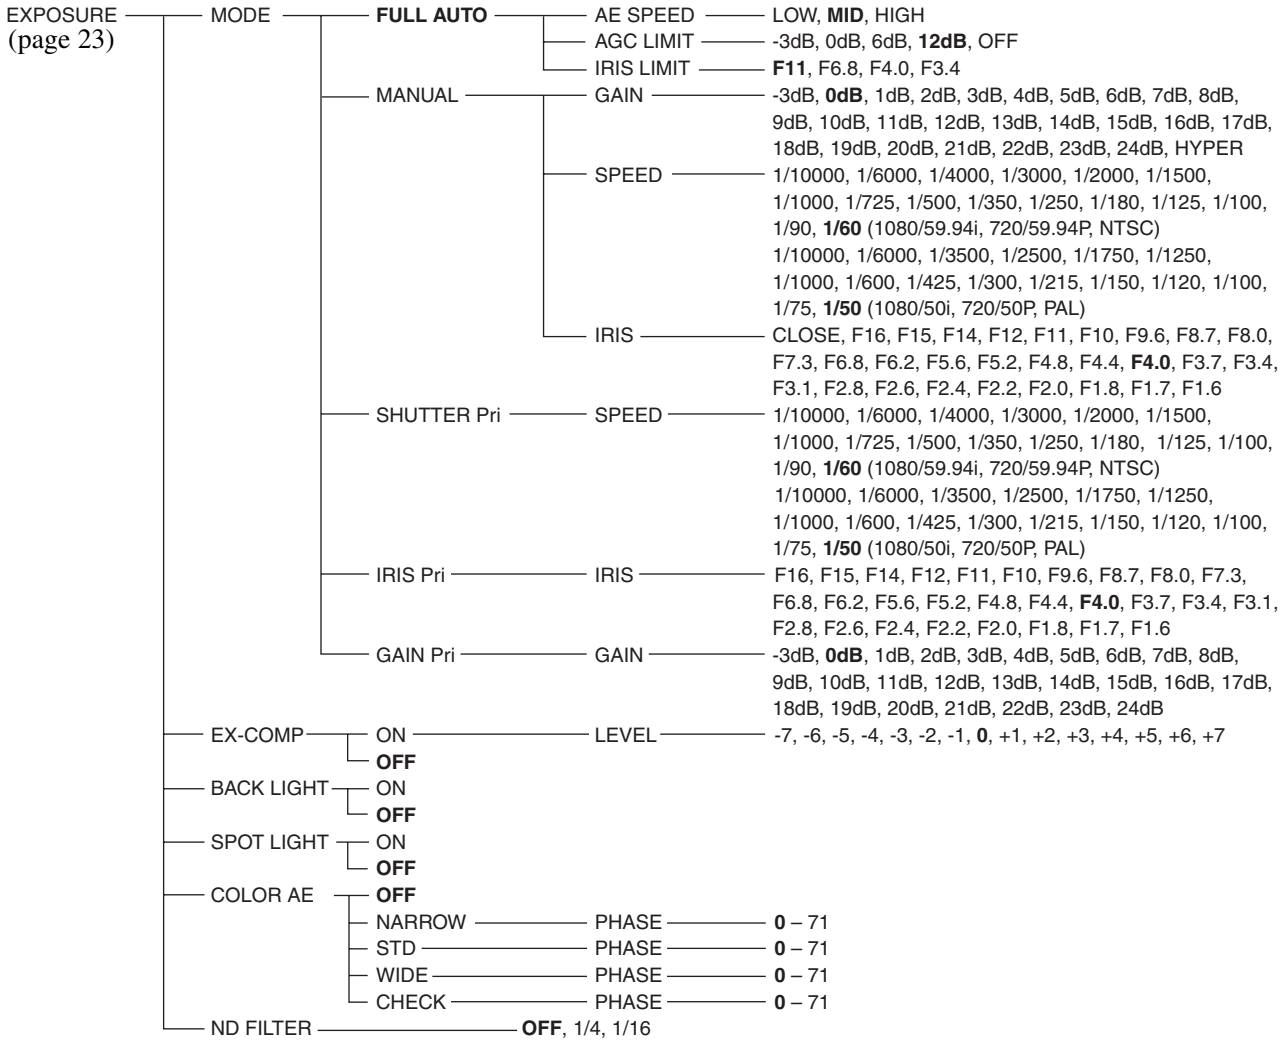 EXPOSURE MODE FULL AUTO AE SPEED LOW, MID, HIGH
(page 23) AGC LIMIT -3dB, 0dB, 6dB, 12dB, OFF
IRIS LIMIT F11, F6.8, F4.0, F3.4
MANUAL GAIN -3dB, 0dB, 1dB, 2dB, 3dB, 4dB, 5dB, 6dB, 7dB, 8dB,
9dB, 10dB, 11dB, 12dB, 13dB, 14dB, 15dB, 16dB, 17dB,
18dB, 19dB, 20dB, 21dB, 22dB, 23dB, 24dB, HYPER
SPEED 1/10000, 1/6000, 1/4000, 1/3000, 1/2000, 1/1500,
1/1000, 1/725, 1/500, 1/350, 1/250, 1/180, 1/125, 1/100,
1/90, 1/60 (1080/59.94i, 720/59.94P, NTSC)
1/10000, 1/6000, 1/3500, 1/2500, 1/1750, 1/1250,
1/1000, 1/600, 1/425, 1/300, 1/215, 1/150, 1/120, 1/100,
1/75, 1/50 (1080/50i, 720/50P, PAL)
IRIS CLOSE, F16, F15, F14, F12, F11, F10, F9.6, F8.7, F8.0,
F7.3, F6.8, F6.2, F5.6, F5.2, F4.8, F4.4, F4.0, F3.7, F3.4,
F3.1, F2.8, F2.6, F2.4, F2.2, F2.0, F1.8, F1.7, F1.6
SHUTTER Pri SPEED 1/10000, 1/6000, 1/4000, 1/3000, 1/2000, 1/1500,
1/1000, 1/725, 1/500, 1/350, 1/250, 1/180, 1/125, 1/100,
1/90, 1/60 (1080/59.94i, 720/59.94P, NTSC)
1/10000, 1/6000, 1/3500, 1/2500, 1/1750, 1/1250,
1/1000, 1/600, 1/425, 1/300, 1/215, 1/150, 1/120, 1/100,
1/75, 1/50 (1080/50i, 720/50P, PAL)
IRIS Pri IRIS F16, F15, F14, F12, F11, F10, F9.6, F8.7, F8.0, F7.3,
F6.8, F6.2, F5.6, F5.2, F4.8, F4.4, F4.0, F3.7, F3.4, F3.1,
F2.8, F2.6, F2.4, F2.2, F2.0, F1.8, F1.7, F1.6
GAIN Pri GAIN -3dB, 0dB, 1dB, 2dB, 3dB, 4dB, 5dB, 6dB, 7dB, 8dB,
9dB, 10dB, 11dB, 12dB, 13dB, 14dB, 15dB, 16dB, 17dB,
18dB, 19dB, 20dB, 21dB, 22dB, 23dB, 24dB
EX-COMP ON LEVEL -7, -6, -5, -4, -3, -2, -1, 0, +1, +2, +3, +4, +5, +6, +7
OFF
BACK LIGHT ON
OFF
SPOT LIGHT ON
OFF
COLOR AE OFF
NARROW PHASE 0 – 71
STD PHASE 0 – 71
WIDE PHASE 0 – 71
CHECK PHASE 0 – 71
ND FILTER OFF, 1/4, 1/16